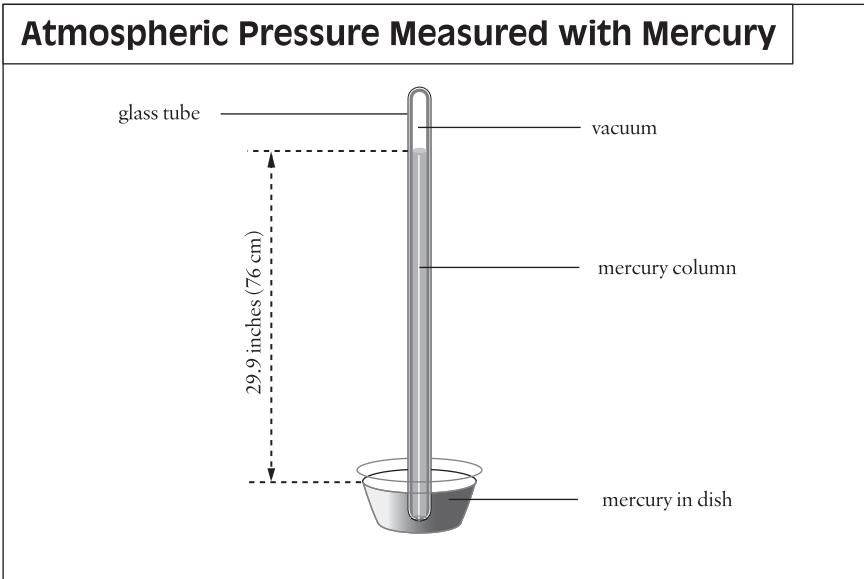 Atmospheric Pressure Measured with Mercury
glass tube
vacuum
29.9 inches (76 cm)
mercury column
mercury in dish